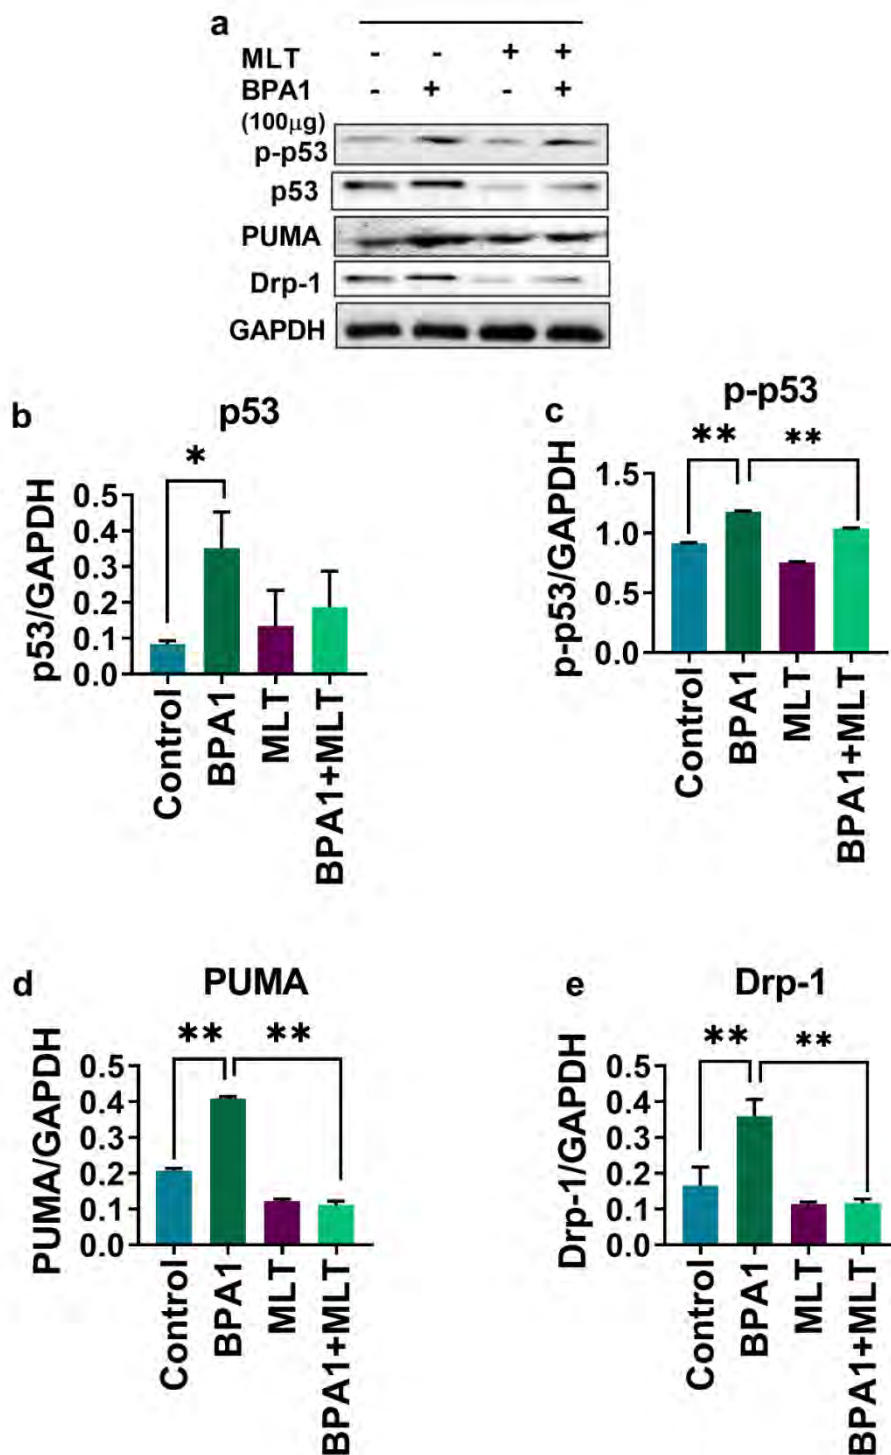 a
MLT - - + +
BPA1 - + - +
(100µg)
p-p53
p53
PUMA
Drp-1
GAPDH
b
p53
*
p53/GAPDH
0.5
0.4
0.3
0.2
0.1
0.0
Control
BPA1
MLT
BPA1+MLT
c
p-p53
** **
p-p53/GAPDH
1.5
1.0
0.5
0.0
Control
BPA1
MLT
BPA1+MLT
d
PUMA
** **
PUMA/GAPDH
0.5
0.4
0.3
0.2
0.1
0.0
Control
BPA1
MLT
BPA1+MLT
e
Drp-1
** **
Drp-1/GAPDH
0.5
0.4
0.3
0.2
0.1
0.0
Control
BPA1
MLT
BPA1+MLT